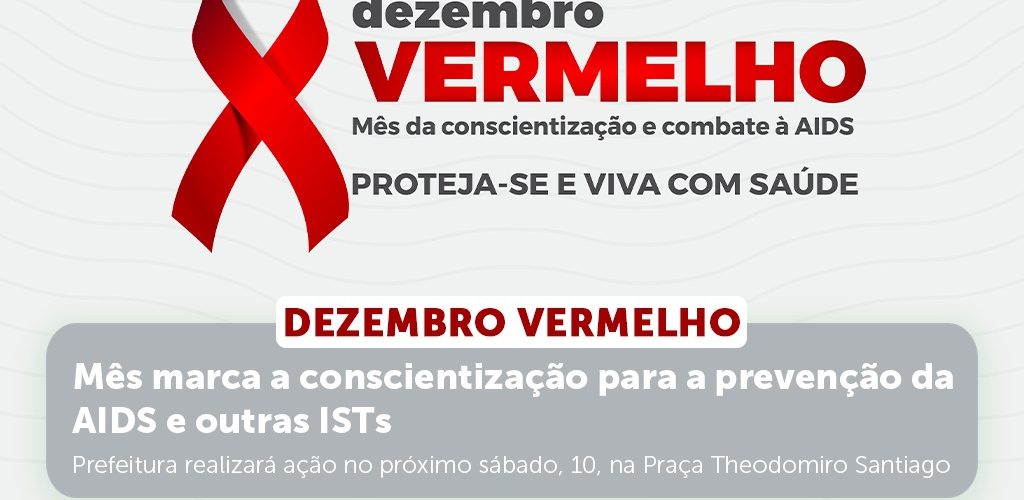 dezembro
VERMELHO
Mês da conscientização e combate à AIDS
PROTEJA-SE E VIVA COM SAÚDE
DEZEMBRO VERMELHO
Mês marca a conscientização para a prevenção da
AIDS e outras ISTs
Prefeitura realizará ação no próximo sábado, 10, na Praça Theodomiro Santiago